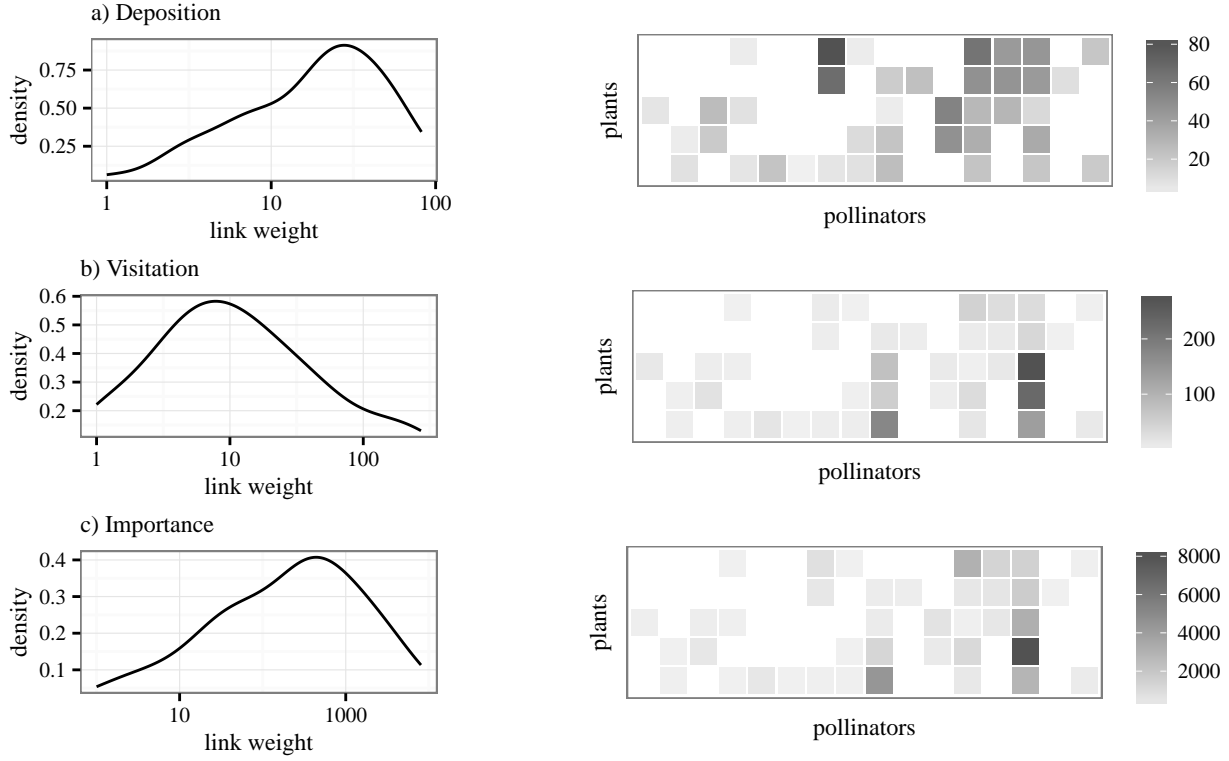 a) Deposition
density
0.75
0.50
0.25
1
10
100
link weight
plants
pollinators
80
60
40
20
b) Visitation
density
0.6
0.5
0.4
0.3
0.2
1
10
100
link weight
plants
pollinators
200
100
c) Importance
density
0.4
0.3
0.2
0.1
10
1000
link weight
plants
pollinators
8000
6000
4000
2000